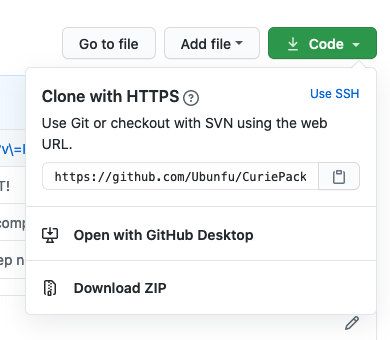 Go to file
Add file
Code
Clone with HTTPS
Use SSH
Use Git or checkout with SVN using the web
URL.
https://github.com/Ubunfu/CuriePack
Open with GitHub Desktop
Download ZIP
T!
comp
ep n